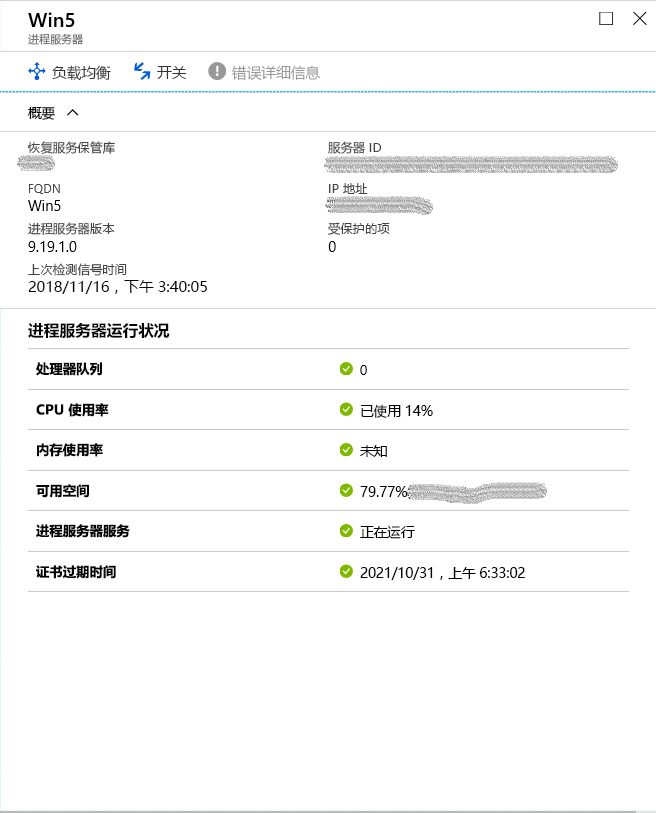 Win5
进程服务器
负载均衡 开关 错误详细信息
概要
恢复服务保管库 服务器 ID
FQDN IP 地址
Win5
进程服务器版本 受保护的项
9.19.1.0 0
上次检测信号时间
2018/11/16，下午 3:40:05
进程服务器运行状况
处理器队列 0
CPU 使用率 已使用 14%
内存使用率 未知
可用空间 79.77%
进程服务器服务 正在运行
证书过期时间 2021/10/31，上午 6:33:02